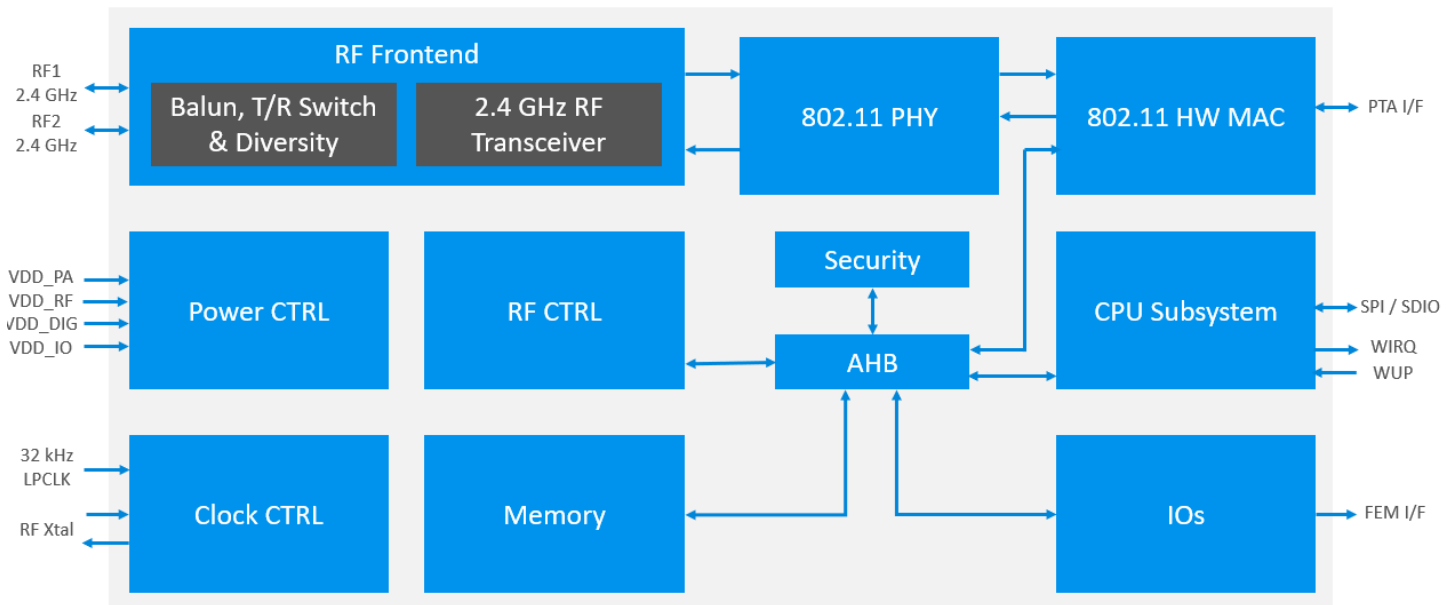 RF Frontend
RF1
2.4 GHz
RF2
2.4 GHz
Balun, T/R Switch
& Diversity
2.4 GHz RF
Transceiver
802.11 PHY
802.11 HW MAC
PTA I/F
VDD_PA
VDD_RF
VDD_DIG
VDD_IO
Power CTRL
RF CTRL
Security
AHB
CPU Subsystem
SPI / SDIO
WIRQ
WUP
32 kHz
LPCLK
RF Xtal
Clock CTRL
Memory
IOs
FEM I/F